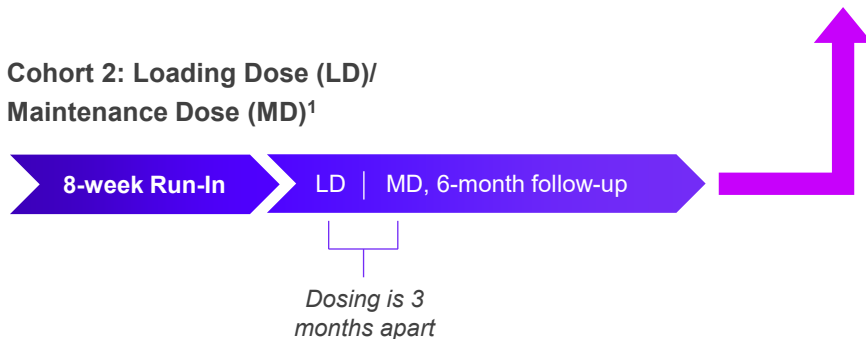 Cohort 2: Loading Dose (LD)/
Maintenance Dose (MD)¹
8-week Run-In
LD | MD, 6-month follow-up
Dosing is 3
months apart